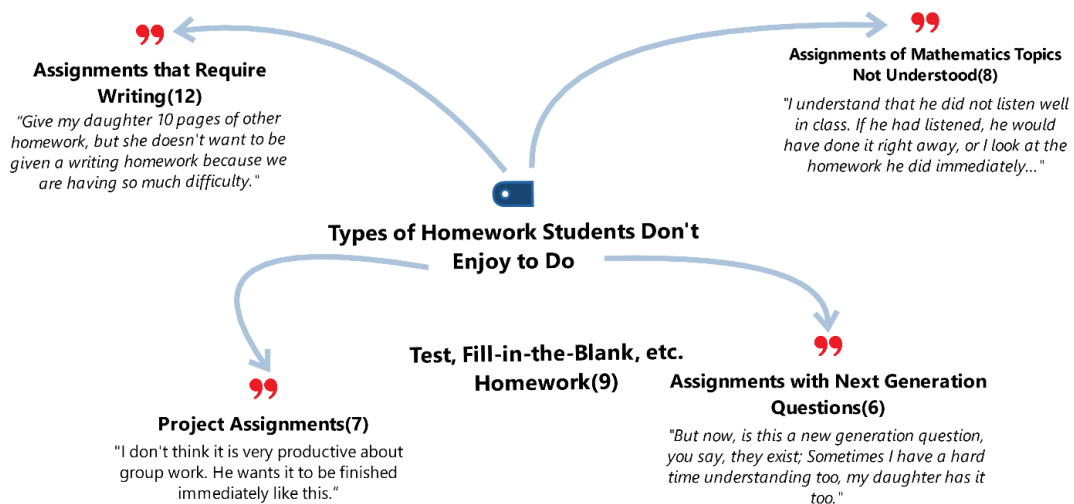 Assignments that Require
Writing(12)
“Give my daughter 10 pages of other
homework, but she doesn't want to be
given a writing homework because we
are having so much difficulty."
Assignments of Mathematics Topics
Not Understood(8)
"I understand that he did not listen well
in class. If he had listened, he would
have done it right away, or I look at the
homework he did immediately..."
Types of Homework Students Don't
Enjoy to Do
Test, Fill-in-the-Blank, etc.
Homework(9)
Project Assignments(7)
"I don't think it is very productive about
group work. He wants it to be finished
immediately like this.”
Assignments with Next Generation
Questions(6)
"But now, is this a new generation question,
you say, they exist; Sometimes I have a hard
time understanding too, my daughter has it
too."